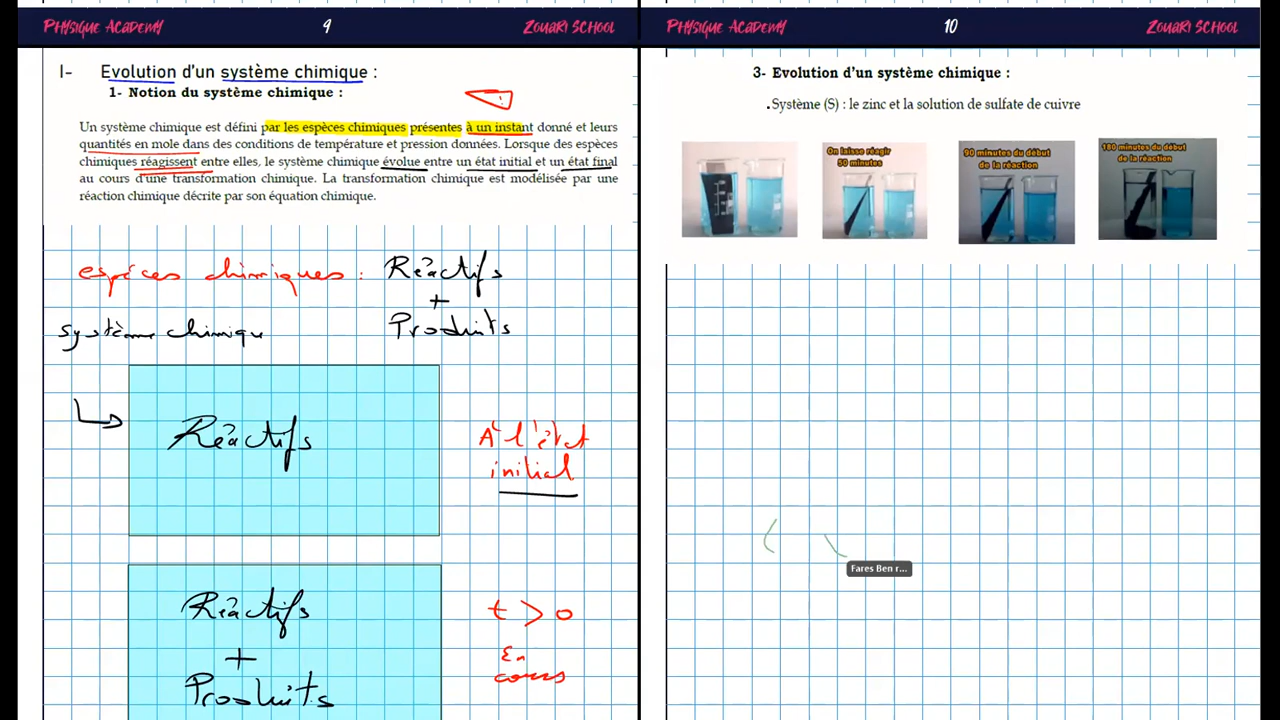 PHYSIQUE ACADEMY
9
ZOUARI SCHOOL
I- Evolution d'un système chimique :
1- Notion du système chimique :
Un système chimique est défini par les espèces chimiques présentes à un instant donné et leurs
quantités en mole dans des conditions de température et pression données. Lorsque des espèces
chimiques réagissent entre elles, le système chimique évolue entre un état initial et un état final
au cours d'une transformation chimique. La transformation chimique est modélisée par une
réaction chimique décrite par son équation chimique.
espéces chimiques : Réactifs
+
système chimique Produits
Réactifs
A l'état
initial
Réactifs
+
Produits
t > 0
En
cours
PHYSIQUE ACADEMY
10
ZOUARI SCHOOL
3- Evolution d'un système chimique :
.Système (S) : le zinc et la solution de sulfate de cuivre
On laisse réagir
50 minutes
90 minutes du début
de la réaction
180 minutes du début
de la réaction
Fares Ben r...